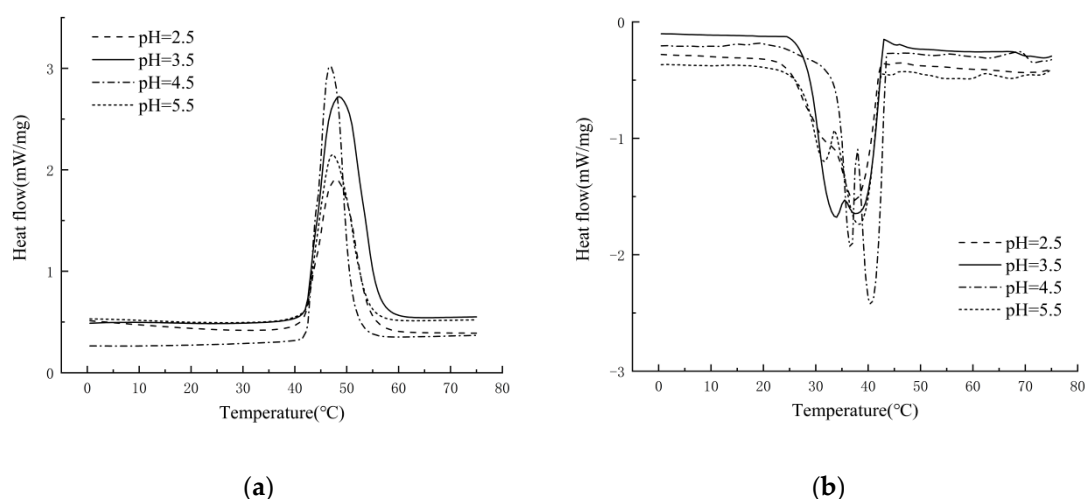 pH=2.5
pH=3.5
pH=4.5
pH=5.5
Heat flow(mW/mg)
3
2
1
0
0 10 20 30 40 50 60 70 80
Temperature(℃)
(a)
-0
-1
-2
-3
Heat flow(mW/mg)
pH=2.5
pH=3.5
pH=4.5
pH=5.5
0 10 20 30 40 50 60 70 80
Temperature(℃)
(b)